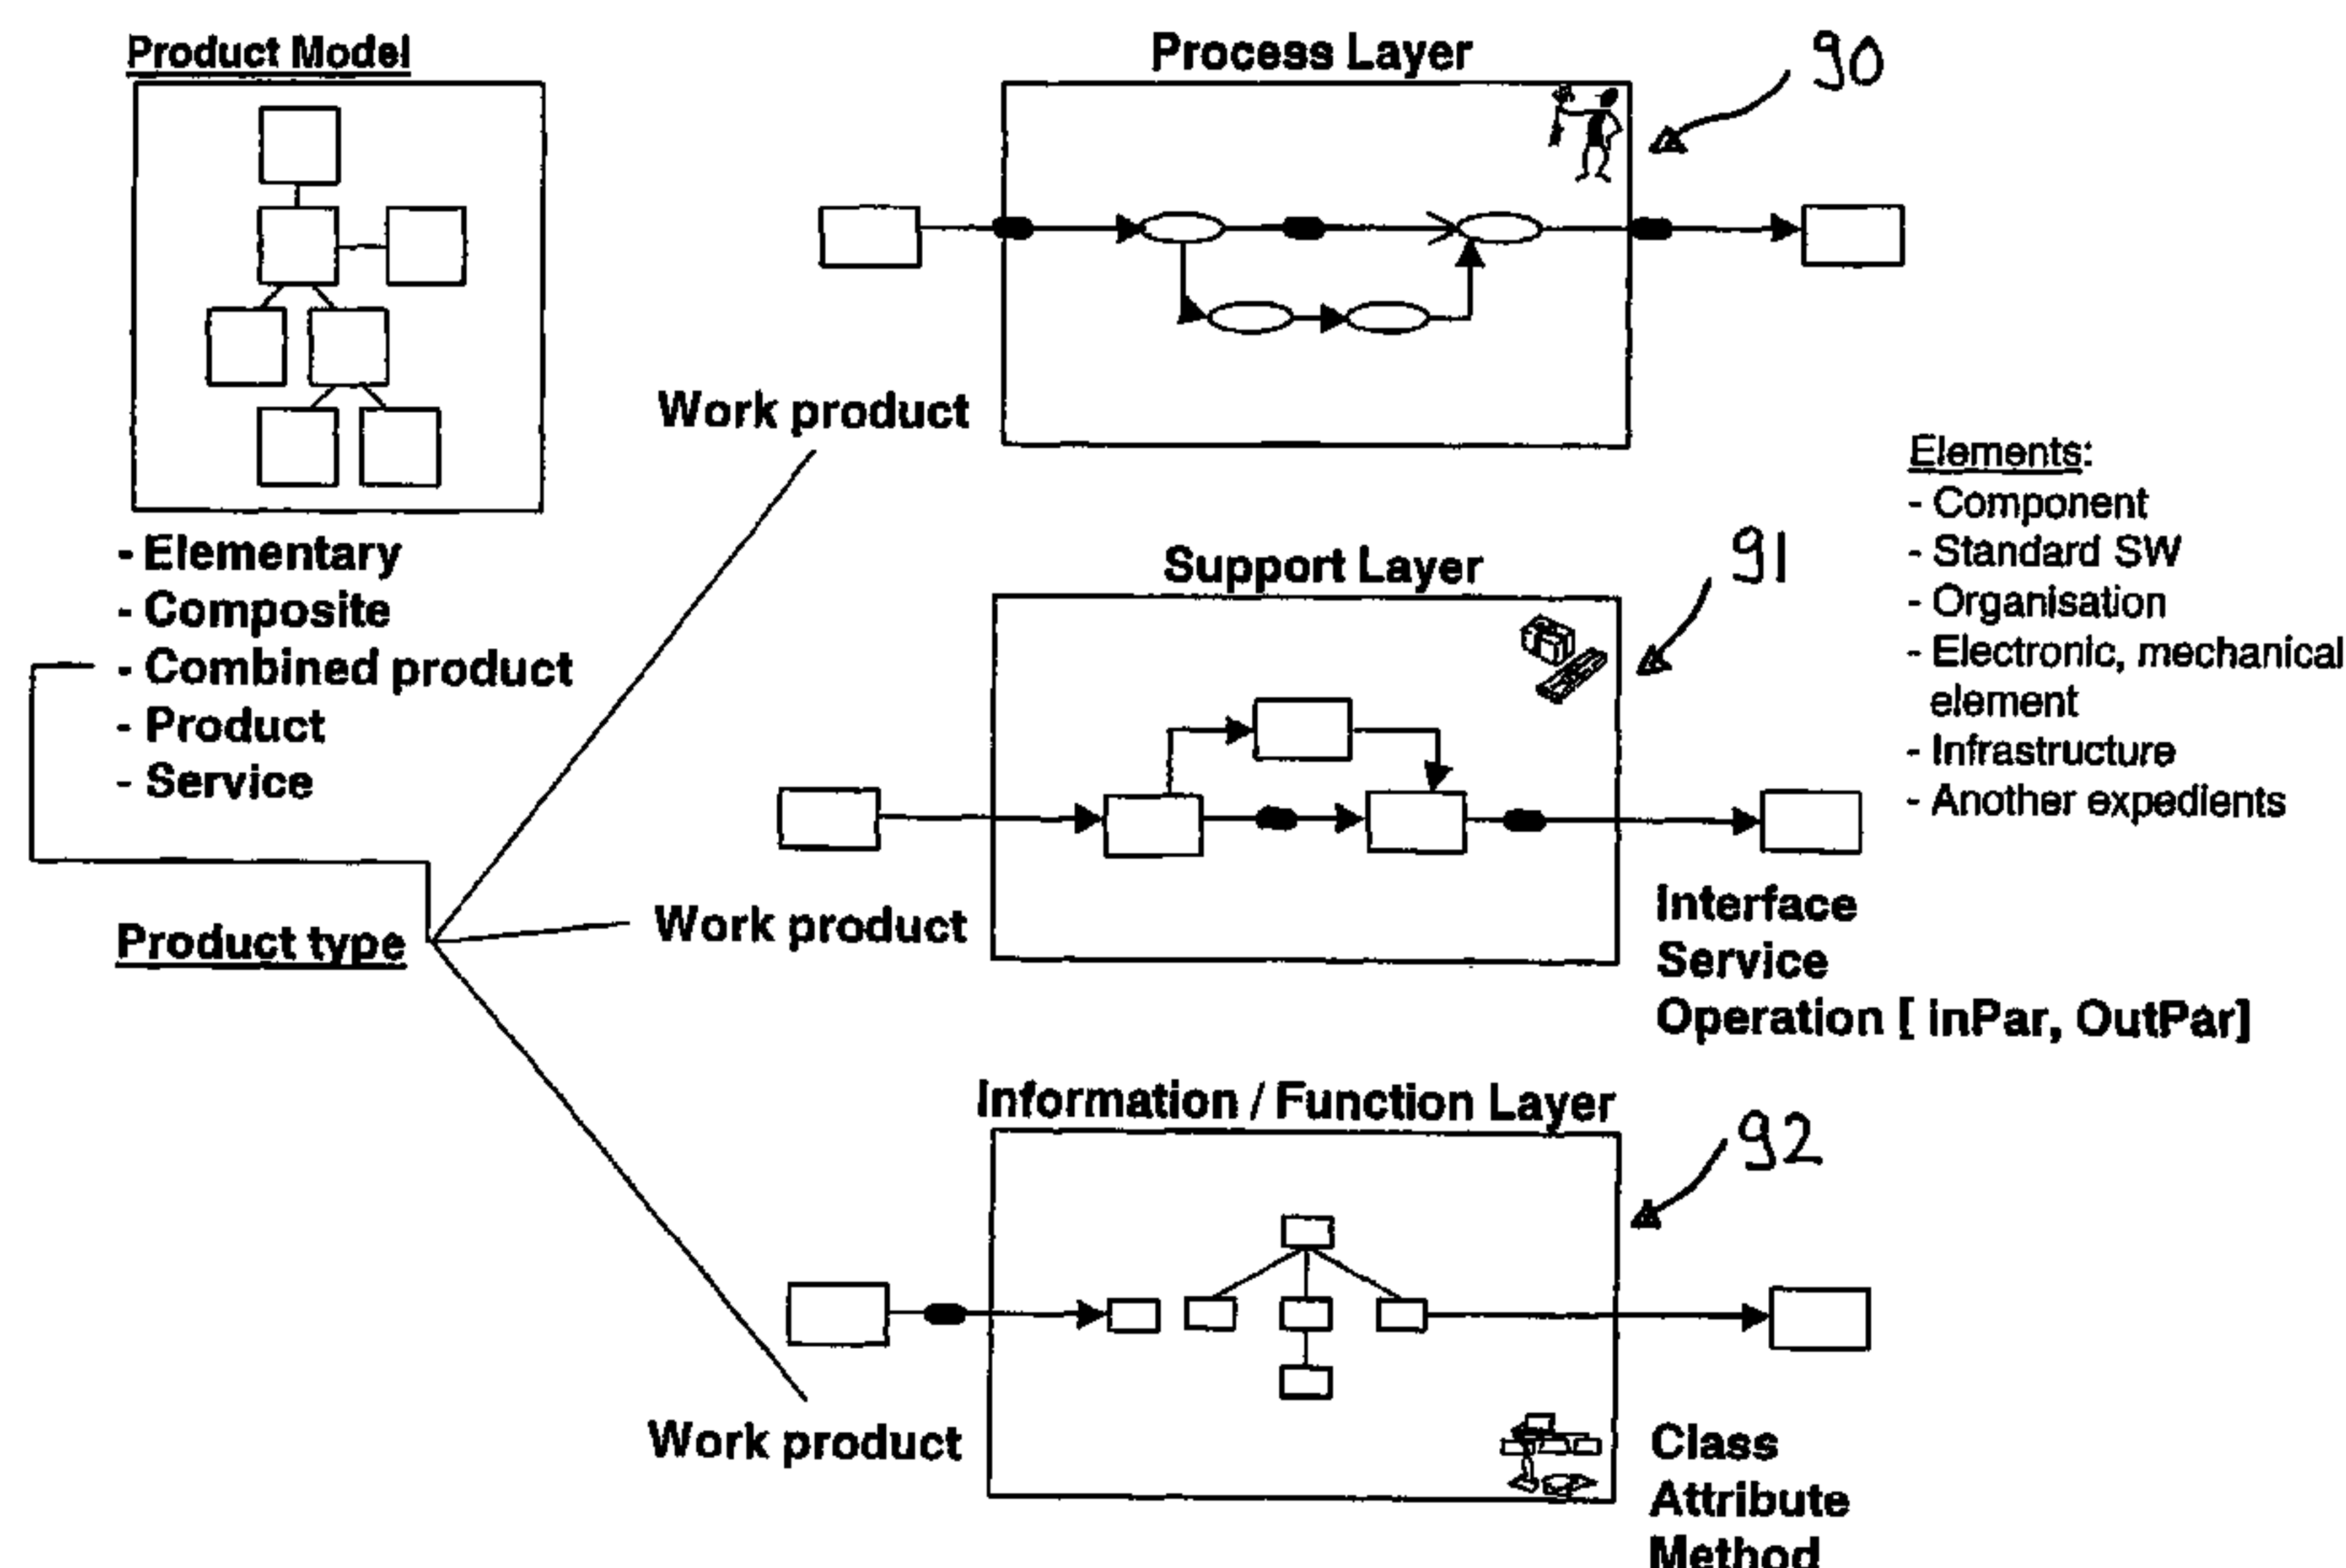 Product Model
- Elementary
- Composite
- Combined product
- Product
- Service
Product type
Process Layer
90
Work product
Support Layer
91
Work product
Elements:
- Component
- Standard SW
- Organisation
- Electronic, mechanical
element
- Infrastructure
- Another expedients
Interface
Service
Operation [ inPar, OutPar]
Information / Function Layer
92
Work product
Class
Attribute
Method